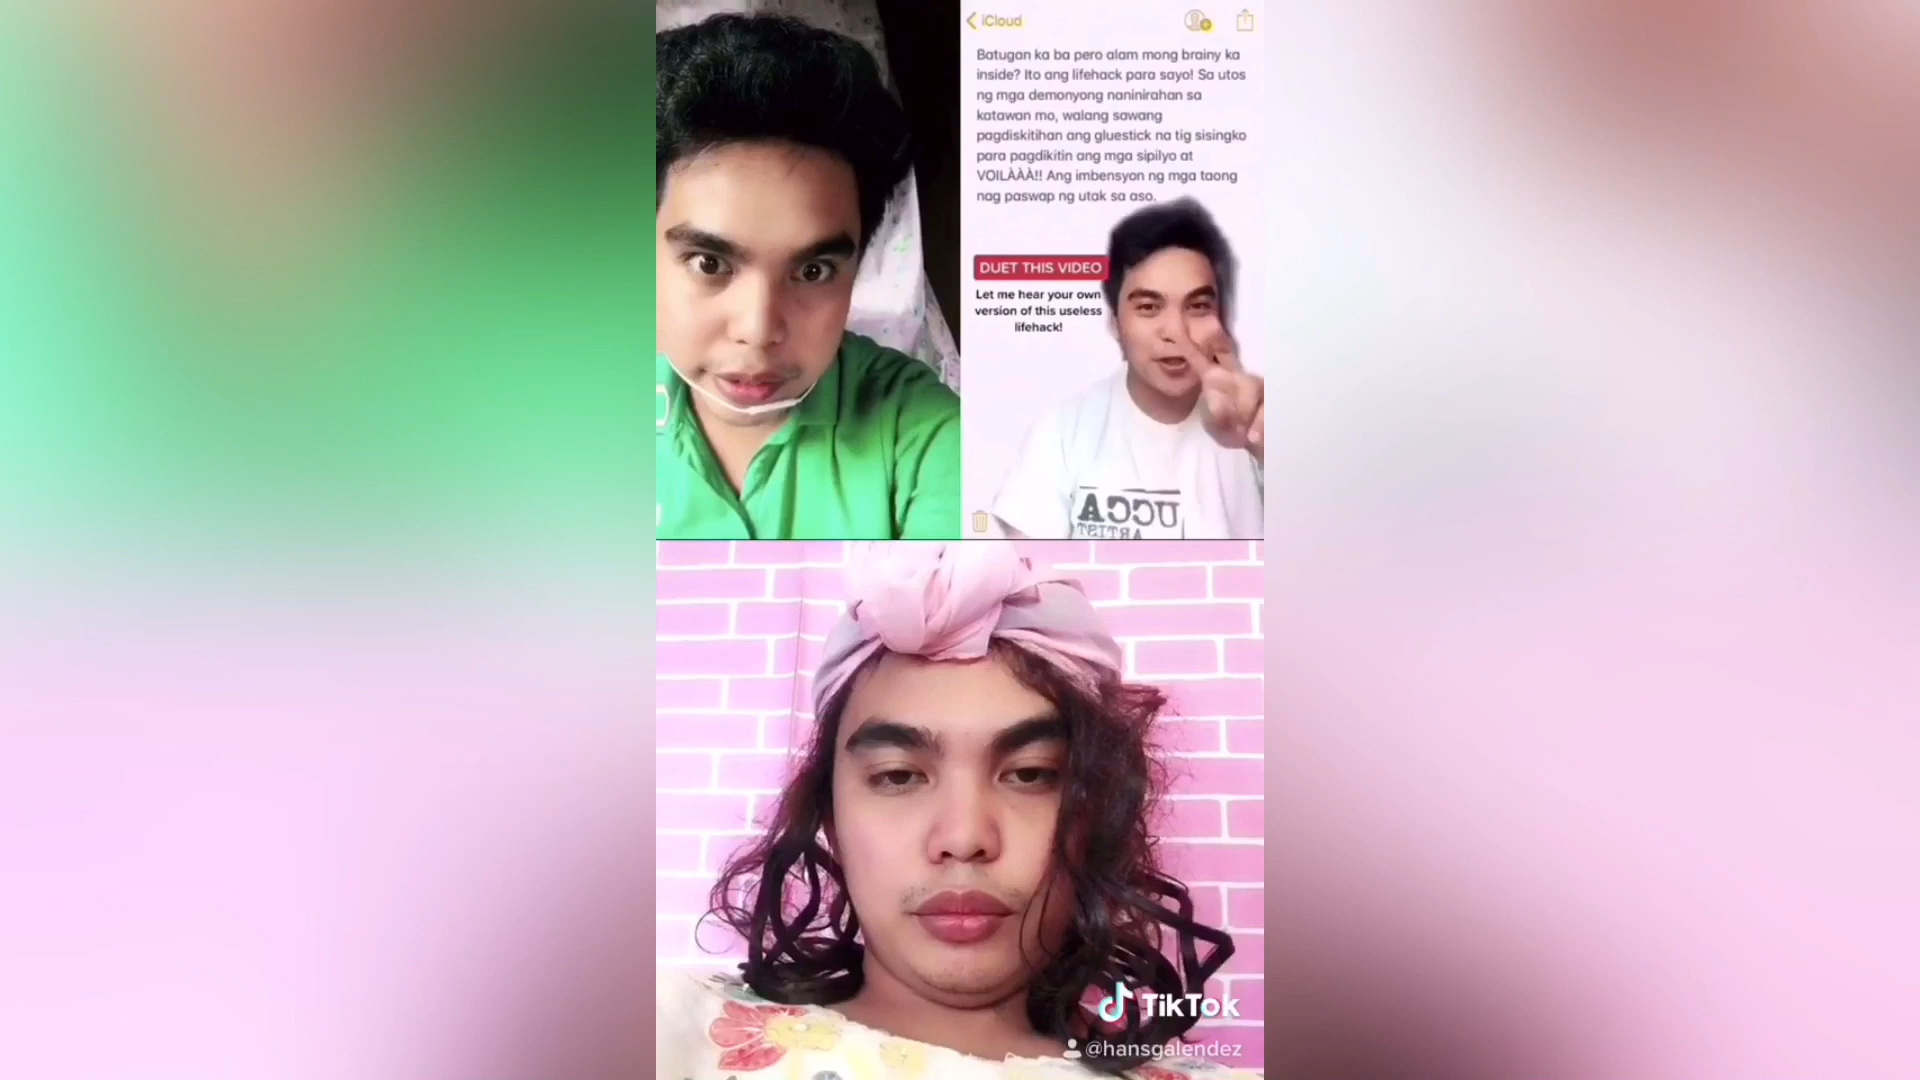 iCloud
Batugan ka ba pero alam mong brainy ka
inside? Ito ang lifehack para sayo! Sa utos
ng mga demonyong naninirahan sa
katawan mo, walang sawang
pagdiskitihan ang gluestick na tig sisingko
para pagdikitin ang mga sipilyo at
VOILÀÀÀ!! Ang imbensyon ng mga taong
nag paswap ng utak sa aso.
DUET THIS VIDEO
Let me hear your own
version of this useless
lifehack!
UCCA
ARTIST
TikTok
@hansgalendez